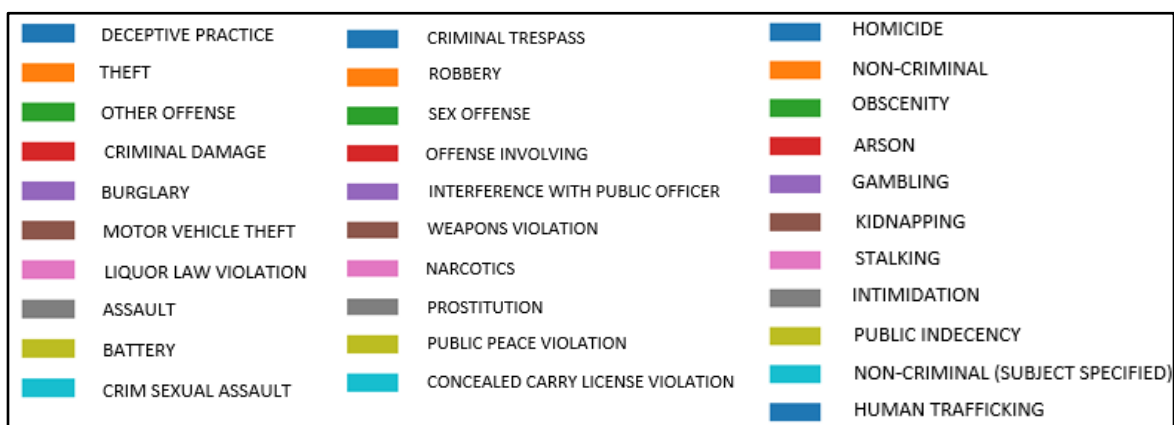 DECEPTIVE PRACTICE
THEFT
OTHER OFFENSE
CRIMINAL DAMAGE
BURGLARY
MOTOR VEHICLE THEFT
LIQUOR LAW VIOLATION
ASSAULT
BATTERY
CRIM SEXUAL ASSAULT
CRIMINAL TRESPASS
ROBBERY
SEX OFFENSE
OFFENSE INVOLVING
INTERFERENCE WITH PUBLIC OFFICER
WEAPONS VIOLATION
NARCOTICS
PROSTITUTION
PUBLIC PEACE VIOLATION
CONCEALED CARRY LICENSE VIOLATION
HOMICIDE
NON-CRIMINAL
OBSCENITY
ARSON
GAMBLING
KIDNAPPING
STALKING
INTIMIDATION
PUBLIC INDECENCY
NON-CRIMINAL (SUBJECT SPECIFIED)
HUMAN TRAFFICKING